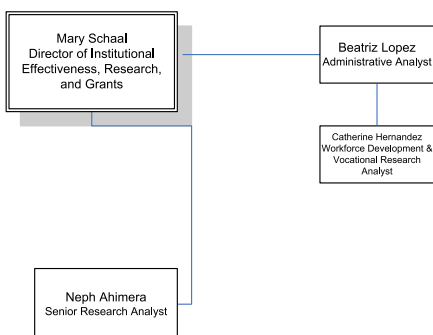 Mary Schaal
Director of Institutional
Effectiveness, Research,
and Grants
Beatriz Lopez
Administrative Analyst
Catherine Hernandez
Workforce Development &
Vocational Research
Analyst
Neph Ahimera
Senior Research Analyst